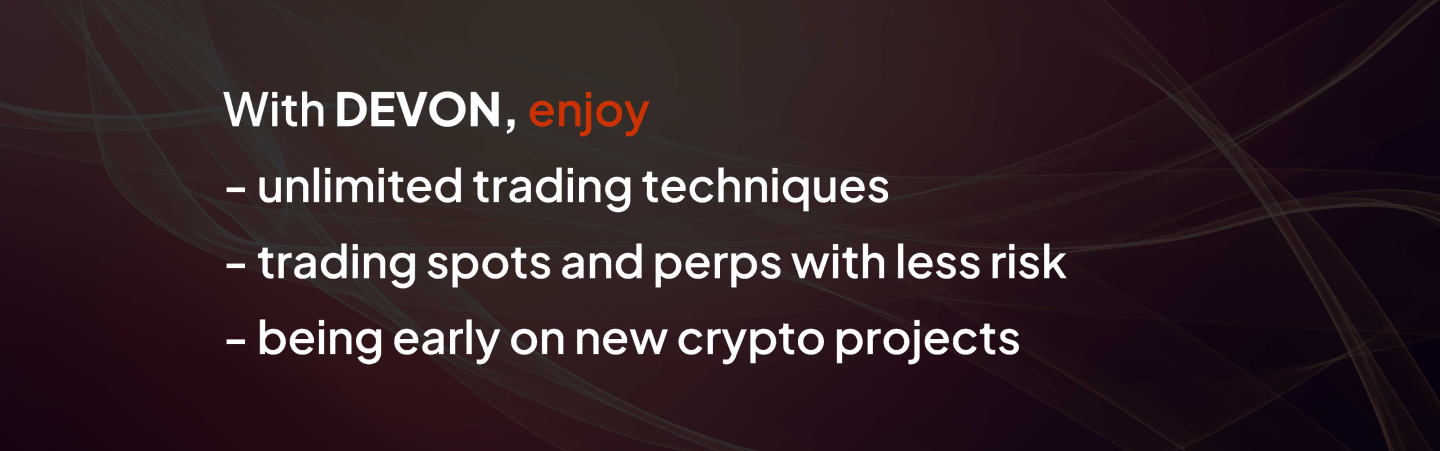 With DEVON, enjoy
- unlimited trading techniques
- trading spots and perps with less risk
- being early on new crypto projects